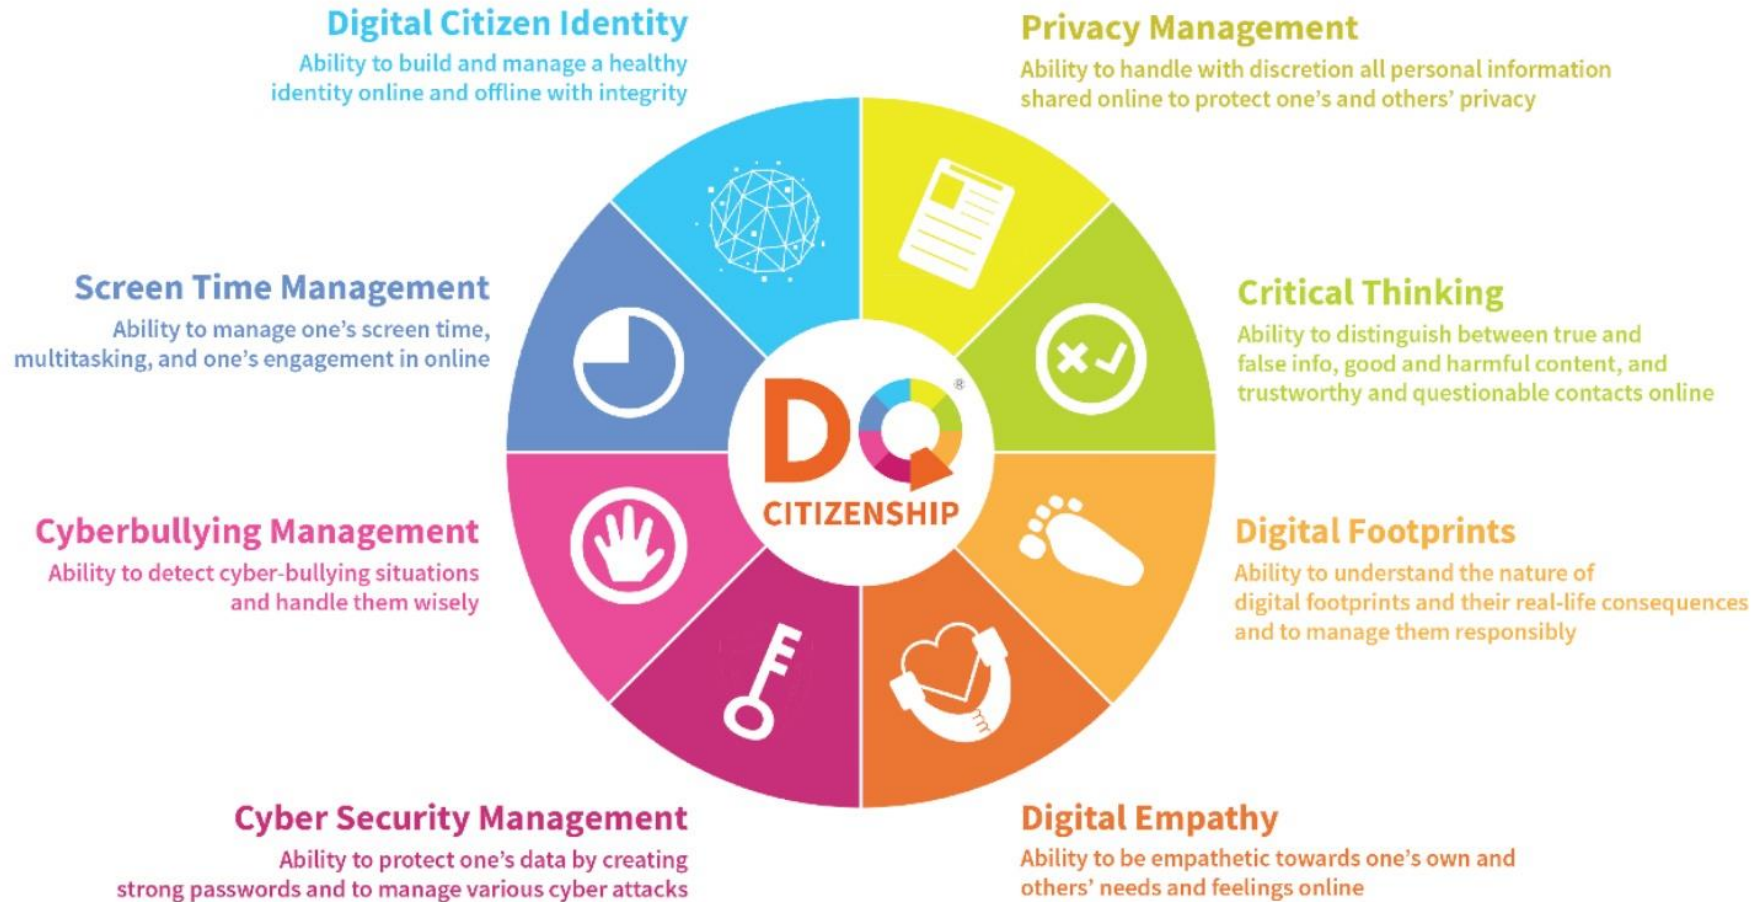 Digital Citizen Identity
Ability to build and manage a healthy
identity online and offline with integrity
Privacy Management
Ability to handle with discretion all personal information
shared online to protect one's and others' privacy
Screen Time Management
Ability to manage one's screen time,
multitasking, and one's engagement in online
Critical Thinking
Ability to distinguish between true and
false info, good and harmful content, and
trustworthy and questionable contacts online
DQ®
CITIZENSHIP
Cyberbullying Management
Ability to detect cyber-bullying situations
and handle them wisely
Digital Footprints
Ability to understand the nature of
digital footprints and their real-life consequences
and to manage them responsibly
Cyber Security Management
Ability to protect one's data by creating
strong passwords and to manage various cyber attacks
Digital Empathy
Ability to be empathetic towards one's own and
others' needs and feelings online